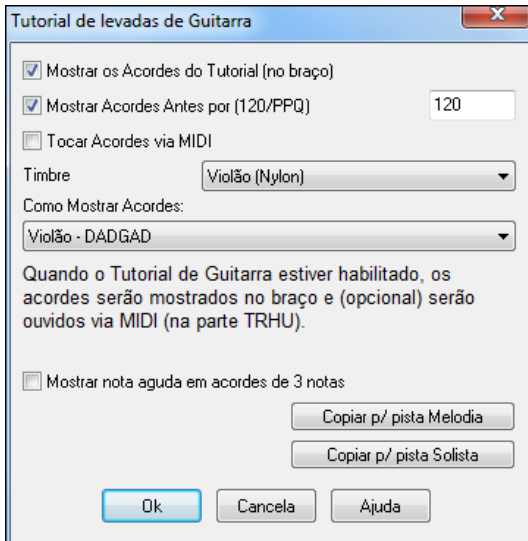 Tutorial de levadas de Guitarra
Mostrar os Acordes do Tutorial (no braço)
Mostrar Acordes Antes por (120/PPQ) 120
Tocar Acordes via MIDI
Timbre Violão (Nylon)
Como Mostrar Acordes:
Violão - DADGAD
Quando o Tutorial de Guitarra estiver habilitado, os
acordes serão mostrados no braço e (opcional) serão
ouvidos via MIDI (na parte TRHU).
Mostrar nota aguda em acordes de 3 notas
Copiar p/ pista Melodia
Copiar p/ pista Solista
Ok Cancela Ajuda